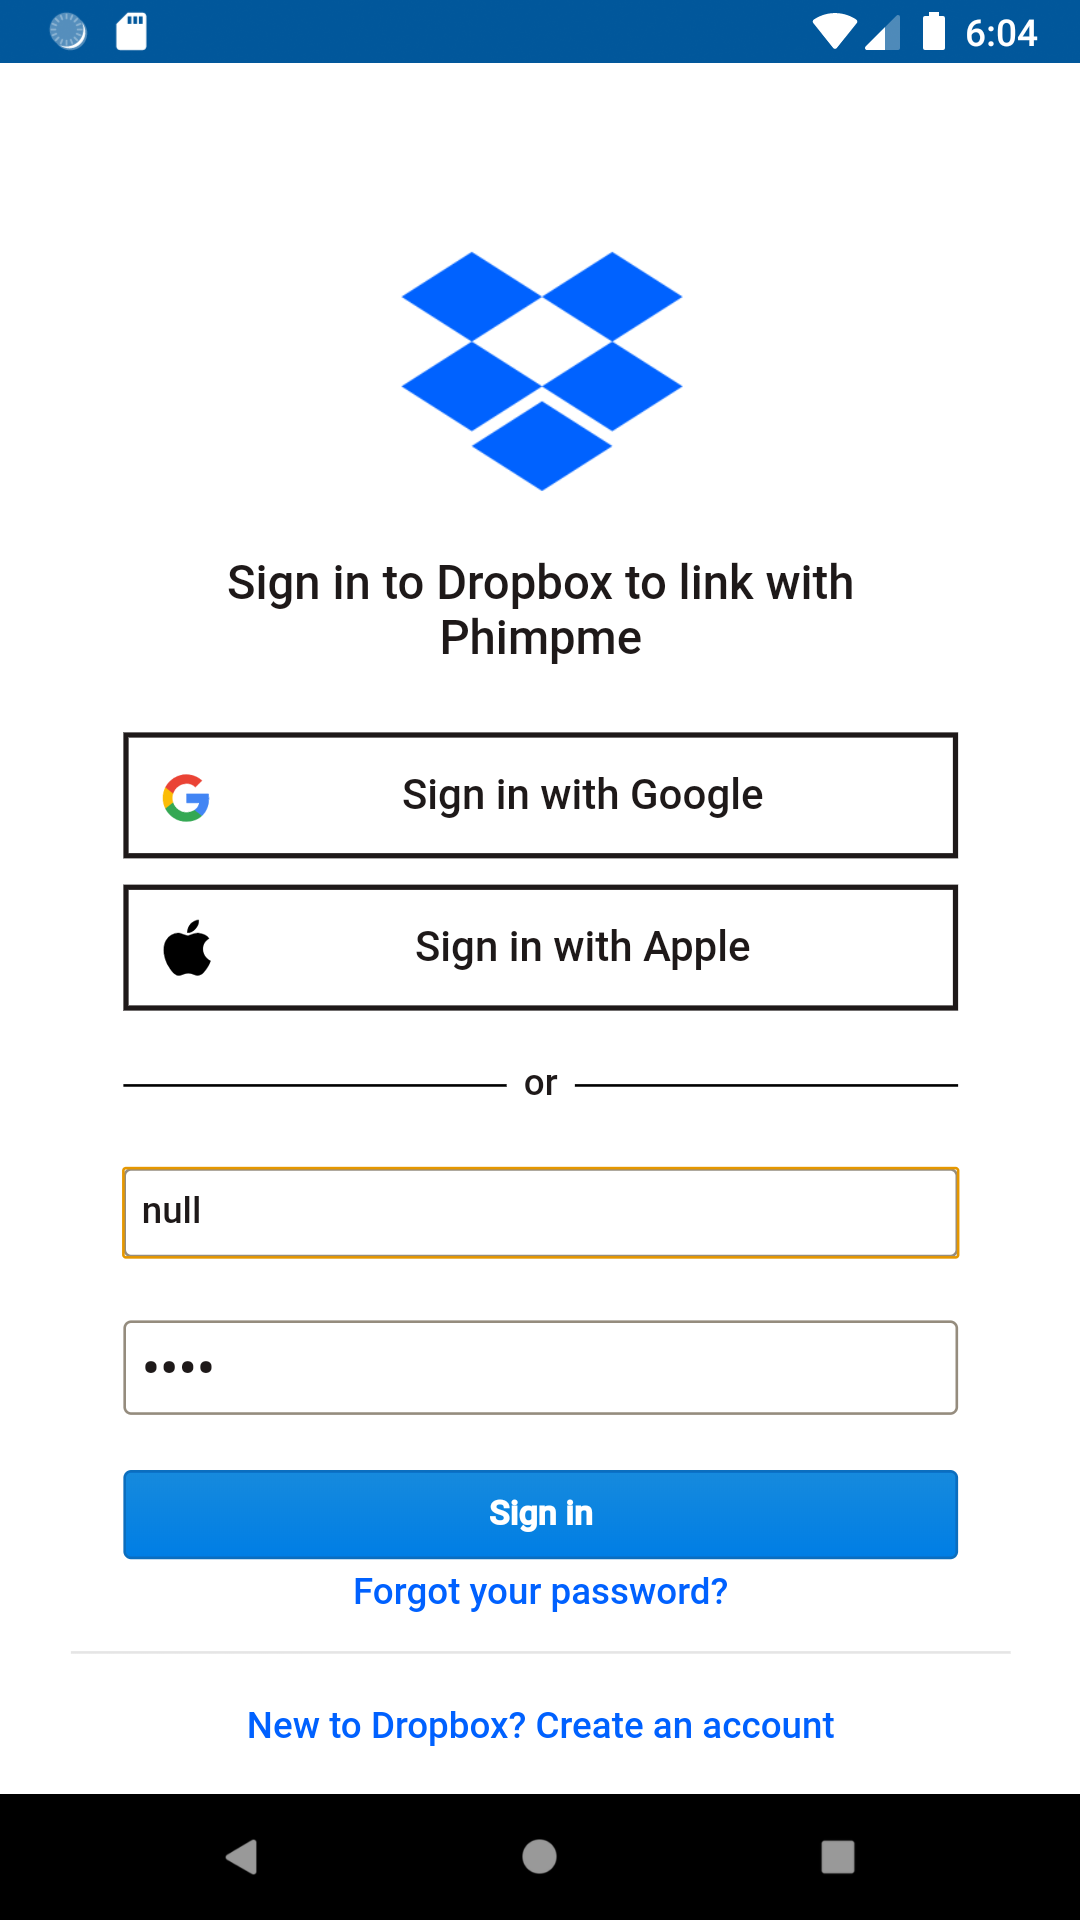 6:04
Sign in to Dropbox to link with
Phimpme
Sign in with Google
Sign in with Apple
or
null
••••
Sign in
Forgot your password?
New to Dropbox? Create an account